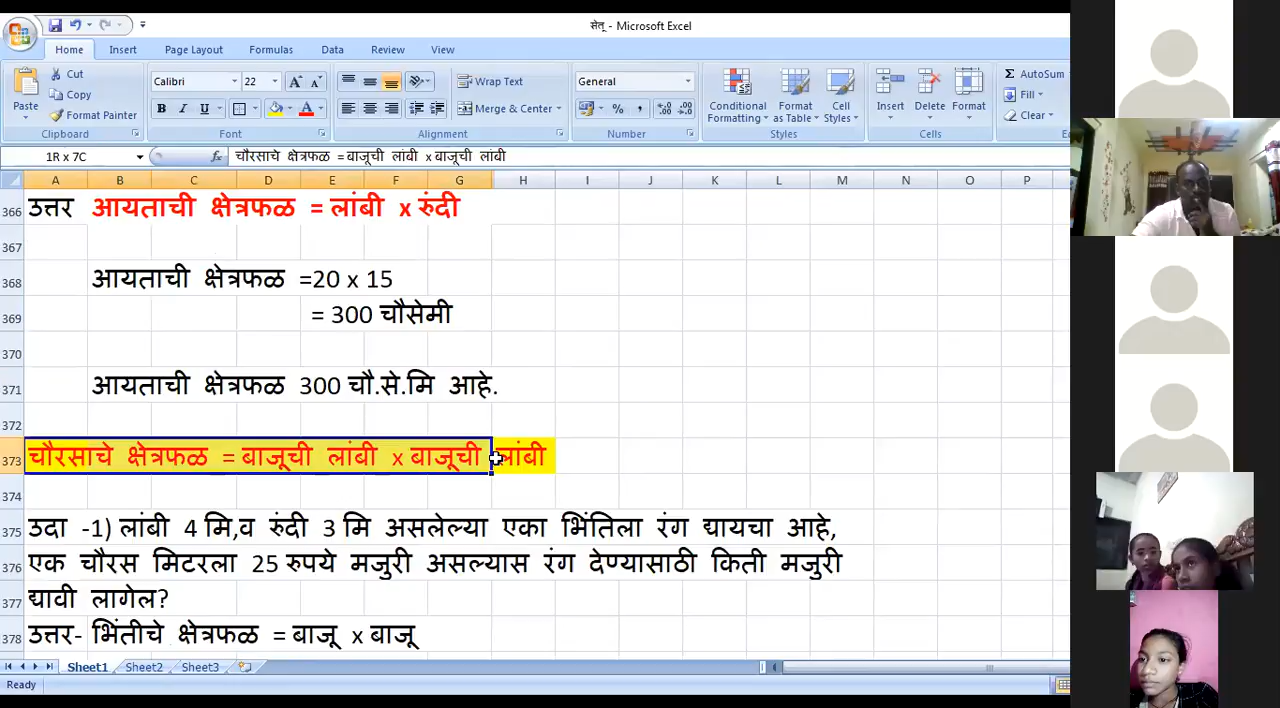 सेतू - Microsoft Excel
Home Insert Page Layout Formulas Data Review View
Cut
Copy
Format Painter
Paste
Clipboard
Calibri 22
B I U
Font
Wrap Text
Merge & Center
Alignment
General
Number
Conditional Formatting
Format as Table
Cell Styles
Styles
Insert Delete Format
Cells
AutoSum
Fill
Clear
1R x 7C
fx चौरसाचे क्षेत्रफळ = बाजूची लांबी x बाजूची लांबी
A B C D E F G H I J K L M N O P
366 उत्तर आयताची क्षेत्रफळ = लांबी x रुंदी
367
368 आयताची क्षेत्रफळ =20 x 15
369 = 300 चौसेमी
370
371 आयताची क्षेत्रफळ 300 चौ.से.मि आहे.
372
373 चौरसाचे क्षेत्रफळ = बाजूची लांबी x बाजूची लांबी
374
375 उदा -1) लांबी 4 मि,व रुंदी 3 मि असलेल्या एका भिंतिला रंग द्यायचा आहे,
376 एक चौरस मिटरला 25 रुपये मजुरी असल्यास रंग देण्यासाठी किती मजुरी
377 द्यावी लागेल?
378 उत्तर- भिंतीचे क्षेत्रफळ = बाजू x बाजू
Sheet1 Sheet2 Sheet3
Ready